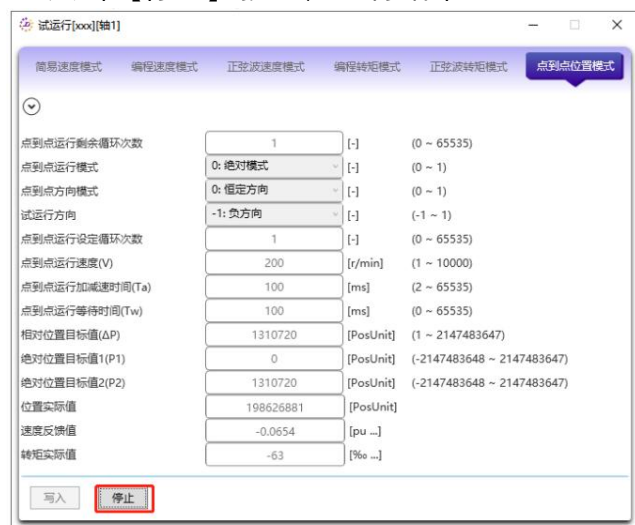 试运行[xxx][轴1]
简易速度模式 编程速度模式 正弦波速度模式 编程转矩模式 正弦波转矩模式 点到点位置模式
点到点运行剩余循环次数 1 [-] (0 ~ 65535)
点到点运行模式 0: 绝对模式 [-] (0 ~ 1)
点到点方向模式 0: 恒定方向 [-] (0 ~ 1)
试运行方向 -1: 负方向 [-] (-1 ~ 1)
点到点运行设定循环次数 1 [-] (0 ~ 65535)
点到点运行速度(V) 200 [r/min] (1 ~ 10000)
点到点运行加减速时间(Ta) 100 [ms] (2 ~ 65535)
点到点运行等待时间(Tw) 100 [ms] (0 ~ 65535)
相对位置目标值(ΔP) 1310720 [PosUnit] (1 ~ 2147483647)
绝对位置目标值1(P1) 0 [PosUnit] (-2147483648 ~ 2147483647)
绝对位置目标值2(P2) 1310720 [PosUnit] (-2147483648 ~ 2147483647)
位置实际值 198626881 [PosUnit]
速度反馈值 -0.0654 [pu ...]
转矩实际值 -63 [‰ ...]
写入 停止